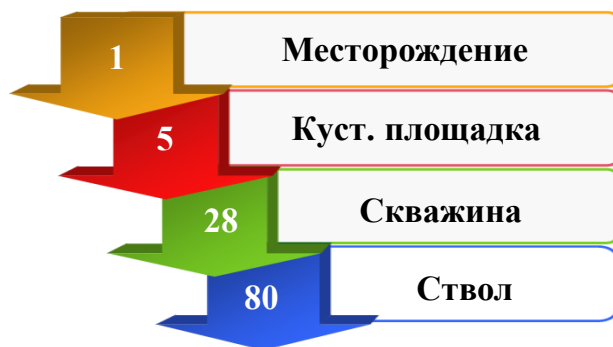 1 Месторождение
5 Куст. площадка
28 Скважина
80 Ствол